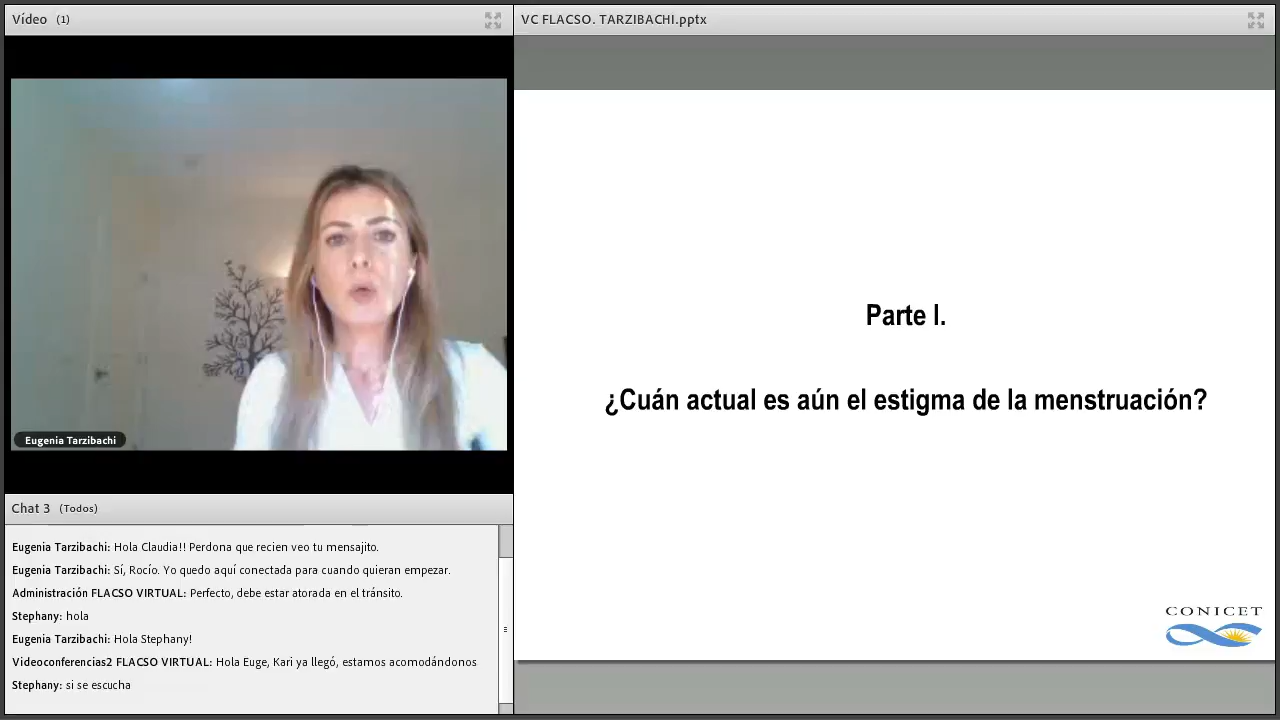 Vídeo (1)
Eugenia Tarzibachi
Chat 3 (Todos)
Eugenia Tarzibachi: Hola Claudia!! Perdona que recien veo tu mensajito.
Eugenia Tarzibachi: Sí, Rocío. Yo quedo aquí conectada para cuando quieran empezar.
Administración FLACSO VIRTUAL: Perfecto, debe estar atorada en el tránsito.
Stephany: hola
Eugenia Tarzibachi: Hola Stephany!
Videoconferencias2 FLACSO VIRTUAL: Hola Euge, Kari ya llegó, estamos acomodándonos
Stephany: si se escucha
VC FLACSO. TARZIBACHI.pptx
Parte I.
¿Cuán actual es aún el estigma de la menstruación?
CONICET